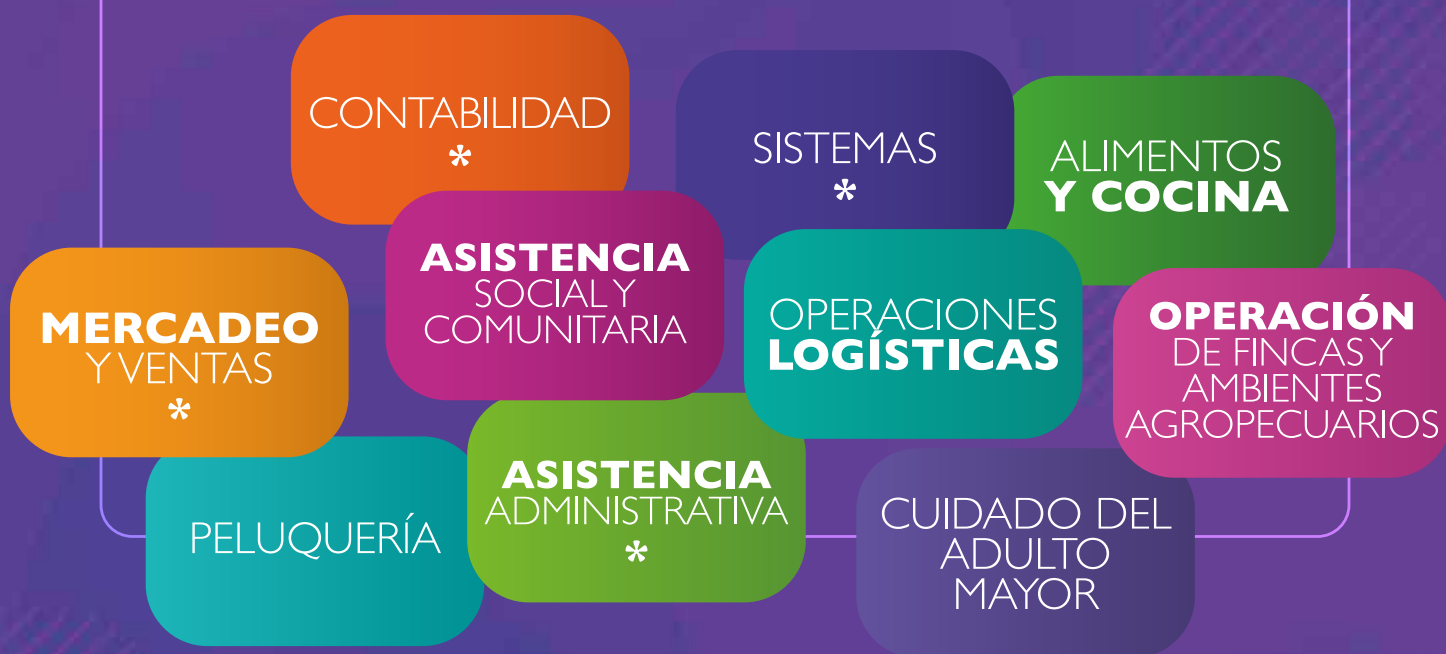 CONTABILIDAD
*
SISTEMAS
*
ALIMENTOS
Y COCINA
MERCADEO
Y VENTAS
*
ASISTENCIA
SOCIAL Y
COMUNITARIA
OPERACIONES
LOGÍSTICAS
OPERACIÓN
DE FINCAS Y
AMBIENTES
AGROPECUARIOS
PELUQUERÍA
ASISTENCIA
ADMINISTRATIVA
*
CUIDADO DEL
ADULTO
MAYOR